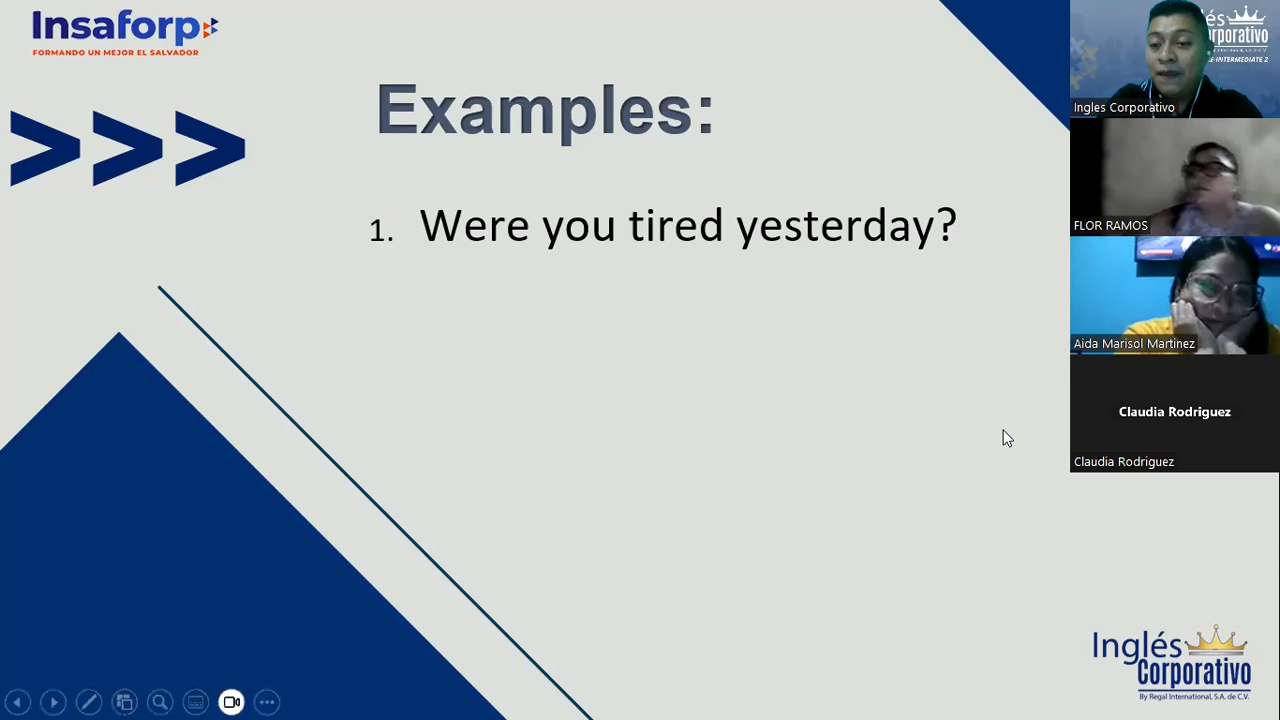 Insaforp
FORMANDO UN MEJOR EL SALVADOR
>>>
Examples:
1. Were you tired yesterday?
Inglés
Corporativo
By Regal International, S.A. de C.V.
Ingles Corporativo
FLOR RAMOS
Aida Marisol Martinez
Claudia Rodriguez
Claudia Rodriguez